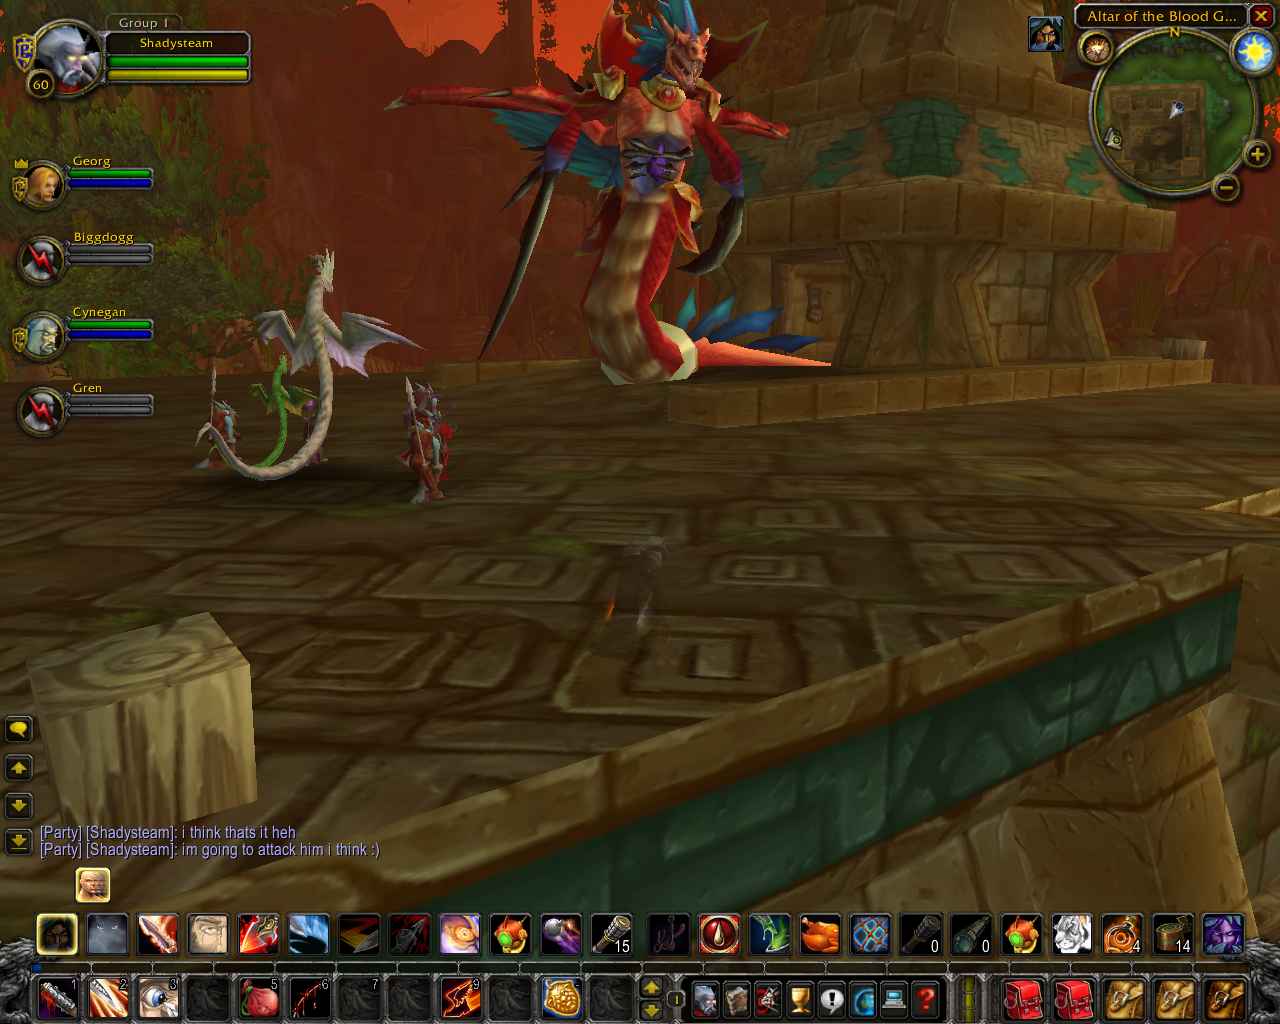 Group 1
Shadysteam
60
Altar of the Blood G...
N
Georg
Biggdogg
Cynegan
Gren
[Party] [Shadysteam]: i think thats it heh
[Party] [Shadysteam]: im going to attack him i think :)
15
0
0
4
14
1
2
3
5
6
7
9
1